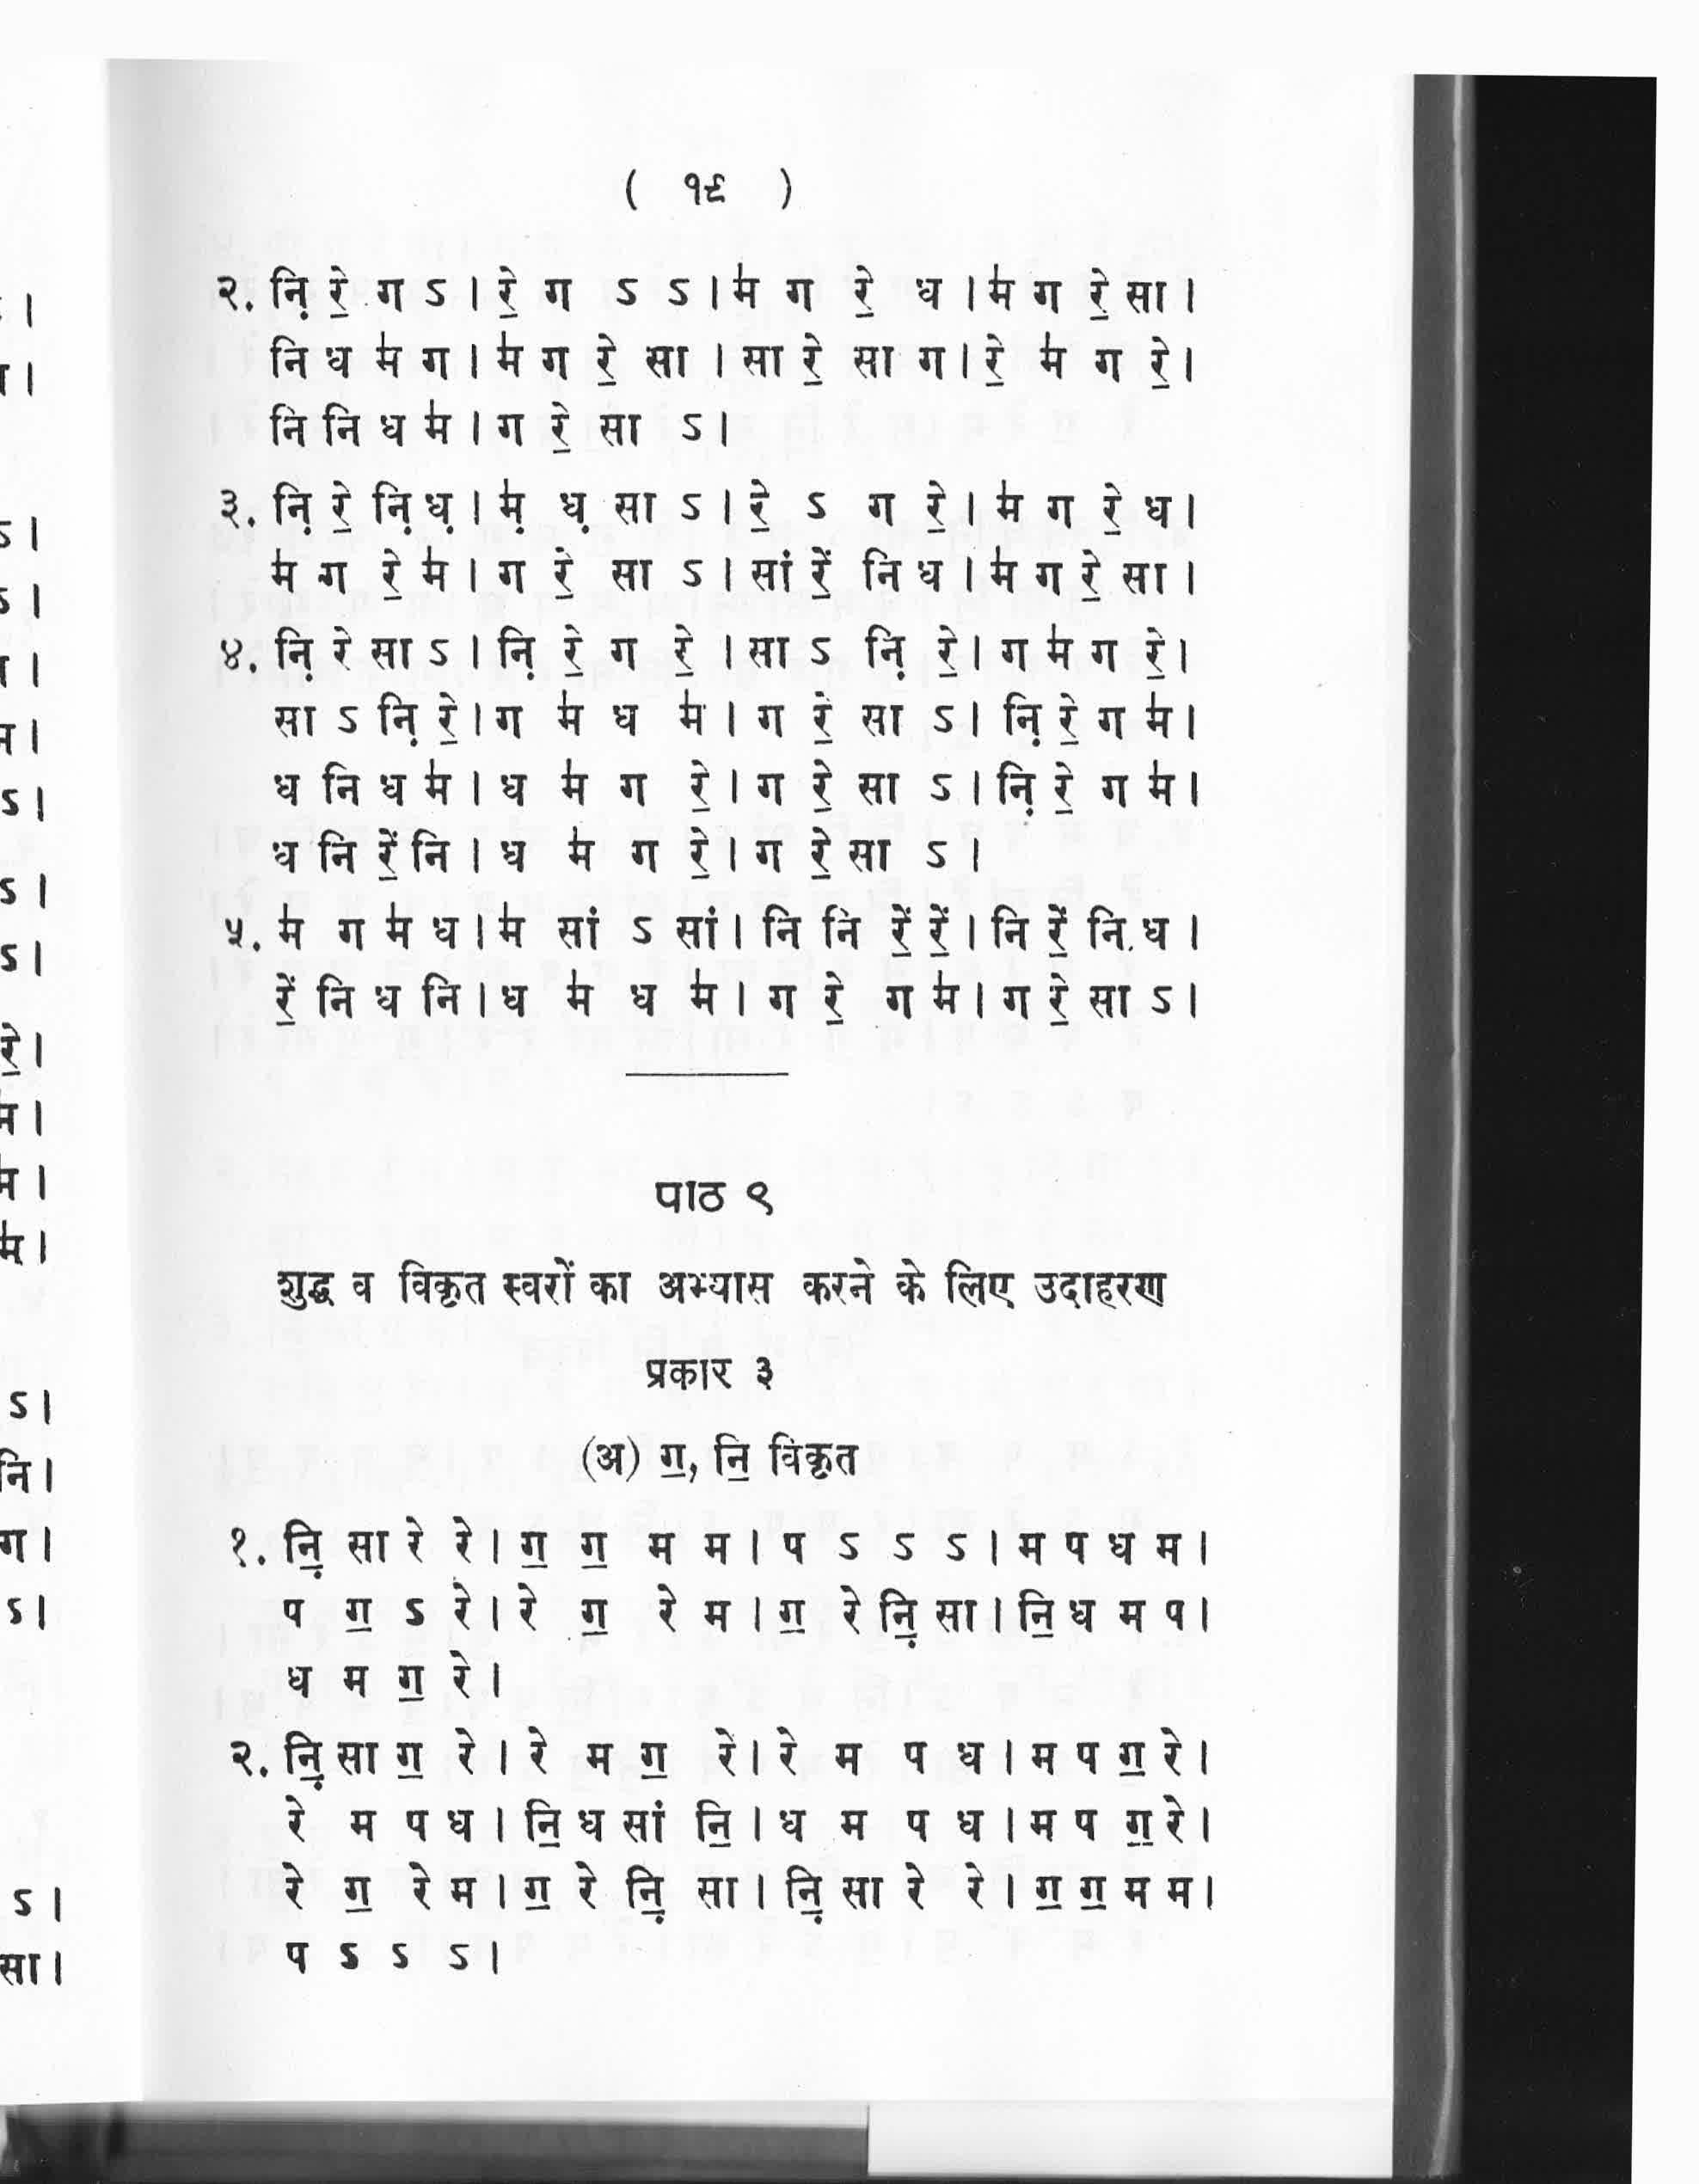 ( १९ )
२. नि़ रे॒ ग ऽ । रे॒ ग ऽ ऽ । म॑ ग रे॒ ध । म॑ ग रे॒ सा ।
नि ध म॑ ग । म॑ ग रे॒ सा । सा रे॒ सा ग । रे॒ म॑ ग रे॒ ।
नि नि ध म॑ । ग रे॒ सा ऽ ।
३. नि़ रे॒ नि़ ध़ । म़॑ ध़ सा ऽ । रे॒ ऽ ग रे॒ । म॑ ग रे॒ ध ।
म॑ ग रे॒ म॑ । ग रे॒ सा ऽ । सां रें॒ नि ध । म॑ ग रे॒ सा ।
४. नि़ रे सा ऽ । नि़ रे॒ ग रे॒ । सा ऽ नि़ रे॒ । ग म॑ ग रे॒ ।
सा ऽ नि़ रे॒ । ग म॑ ध म॑ । ग रे॒ सा ऽ । नि़ रे॒ ग म॑ ।
ध नि ध म॑ । ध म॑ ग रे॒ । ग रे॒ सा ऽ । नि़ रे॒ ग म॑ ।
ध नि रें॒ नि । ध म॑ ग रे॒ । ग रे॒ सा ऽ ।
५. म॑ ग म॑ ध । म॑ सां ऽ सां । नि नि रें॒ रें॒ । नि रें॒ नि ध ।
रें॒ नि ध नि । ध म॑ ध म॑ । ग रे॒ ग म॑ । ग रे॒ सा ऽ ।
पाठ ९
शुद्ध व विकृत स्वरों का अभ्यास करने के लिए उदाहरण
प्रकार ३
(अ) ग॒, नि॒ विकृत
१. नि़॒ सा रे रे । ग॒ ग॒ म म । प ऽ ऽ ऽ । म प ध म ।
प ग॒ ऽ रे । रे ग॒ रे म । ग॒ रे नि़॒ सा । नि॒ ध म प ।
ध म ग॒ रे ।
२. नि़॒ सा ग॒ रे । रे म ग॒ रे । रे म प ध । म प ग॒ रे ।
रे म प ध । नि॒ ध सां नि॒ । ध म प ध । म प ग॒ रे ।
रे ग॒ रे म । ग॒ रे नि़॒ सा । नि़॒ सा रे रे । ग॒ ग॒ म म ।
प ऽ ऽ ऽ ।